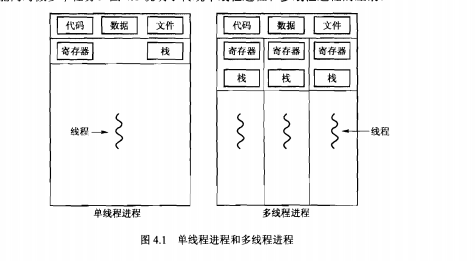 代码 数据 文件 代码 数据 文件
寄存器 栈 寄存器 寄存器 寄存器
栈 栈 栈
线程 线程
单线程进程 多线程进程
图 4.1 单线程进程和多线程进程